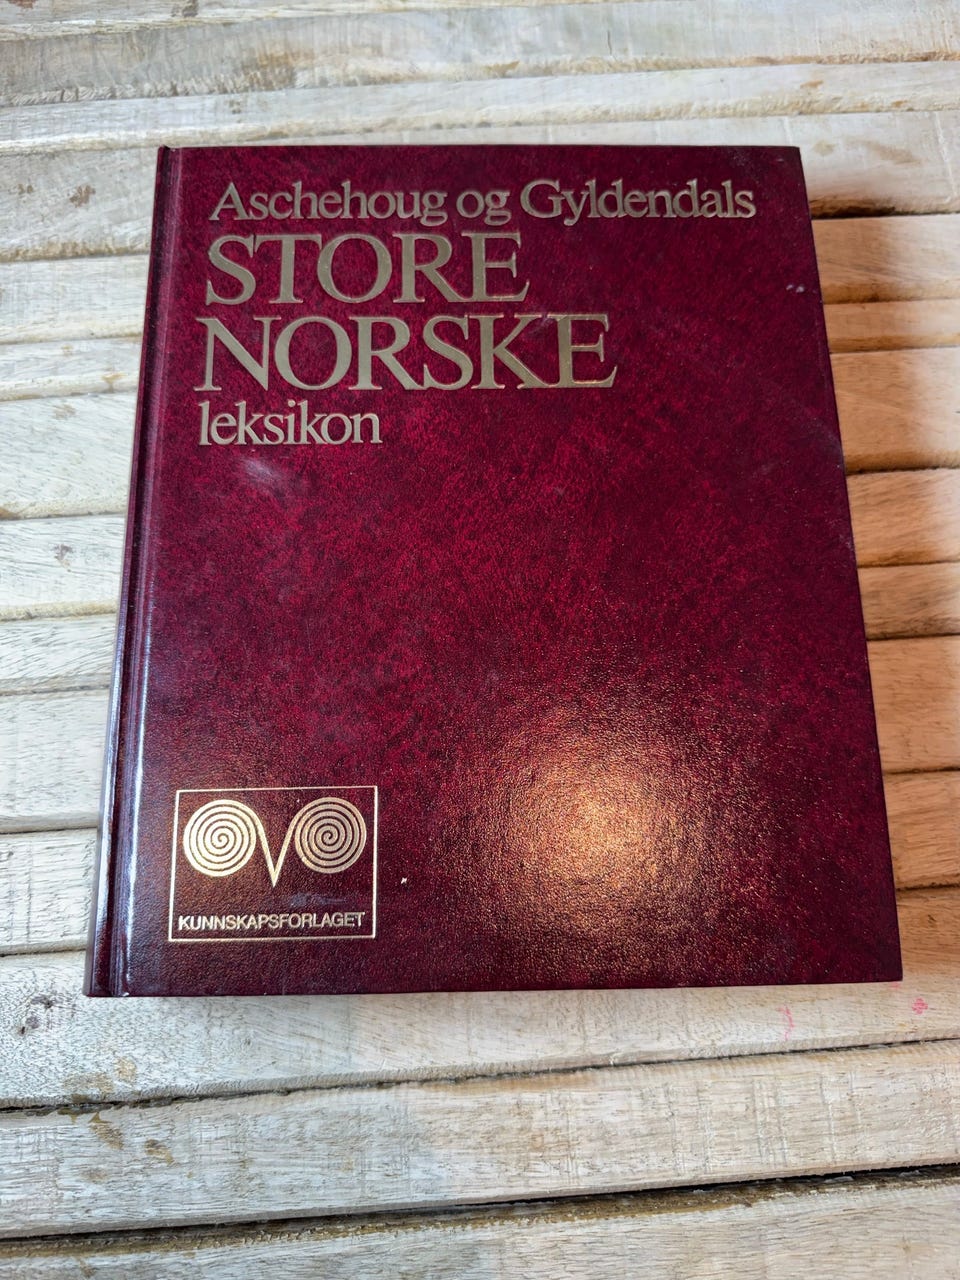 Aschehoug og Gyldendals
STORE
NORSKE
leksikon
KUNNSKAPSFORLAGET